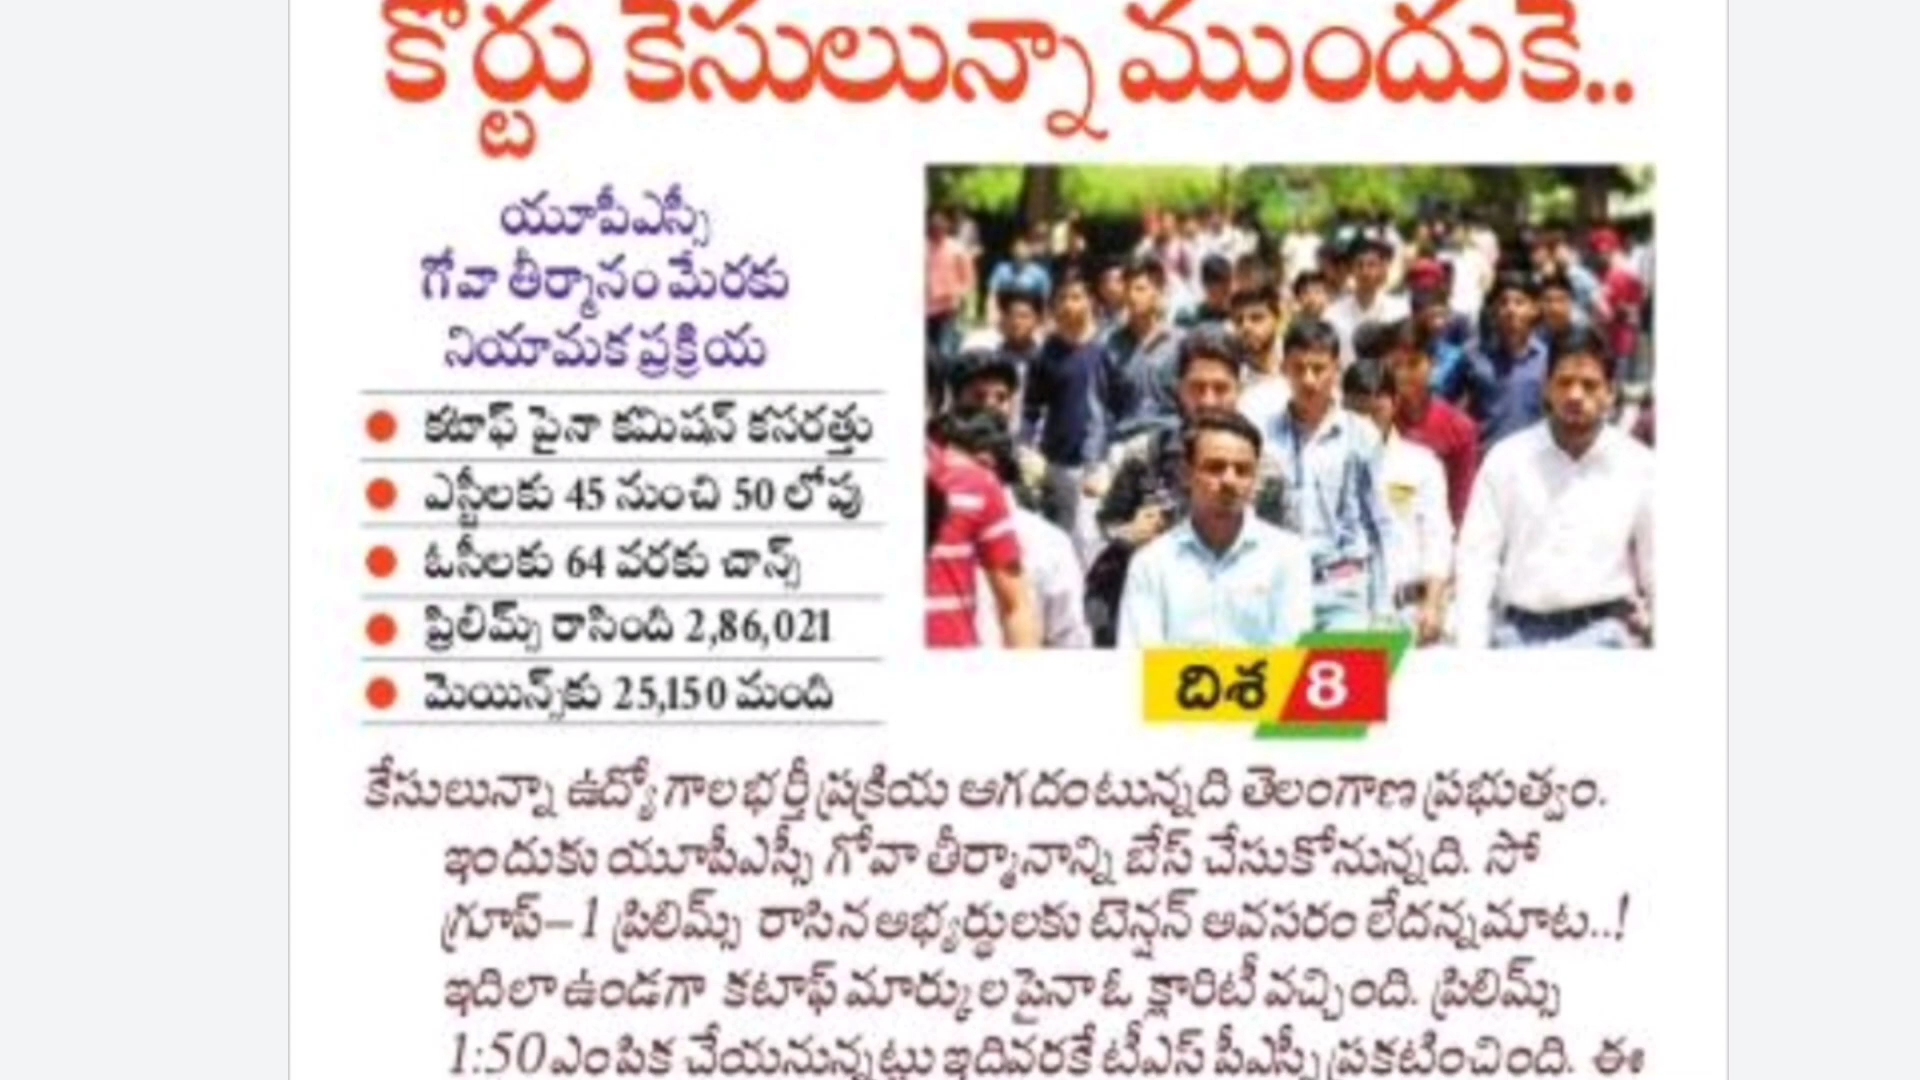 కోర్టు కేసులున్నా ముందుకే..
యూపీఎస్సీ
గోవా తీర్మానం మేరకు
నియామక ప్రక్రియ
కటాఫ్ పైనా కమిషన్ కసరత్తు
ఎస్టీలకు 45 నుంచి 50 లోపు
ఓసీలకు 64 వరకు చాన్స్
ప్రిలిమ్స్ రాసింది 2,86,021
మెయిన్స్‌కు 25,150 మంది
దిశ 8
కేసులున్నా ఉద్యోగాల భర్తీ ప్రక్రియ ఆగదంటున్నది తెలంగాణ ప్రభుత్వం.
ఇందుకు యూపీఎస్సీ గోవా తీర్మానాన్ని బేస్ చేసుకోనున్నది. సో
గ్రూప్-1 ప్రిలిమ్స్ రాసిన అభ్యర్థులకు టెన్షన్ అవసరం లేదన్నమాట..!
ఇదిలా ఉండగా కటాఫ్ మార్కుల పైనా ఓ క్లారిటీ వచ్చింది. ప్రిలిమ్స్
1:50 ఎంపిక చేయనున్నట్టు ఇదివరకే టీఎస్ పీఎస్సీ ప్రకటించింది. ఈ